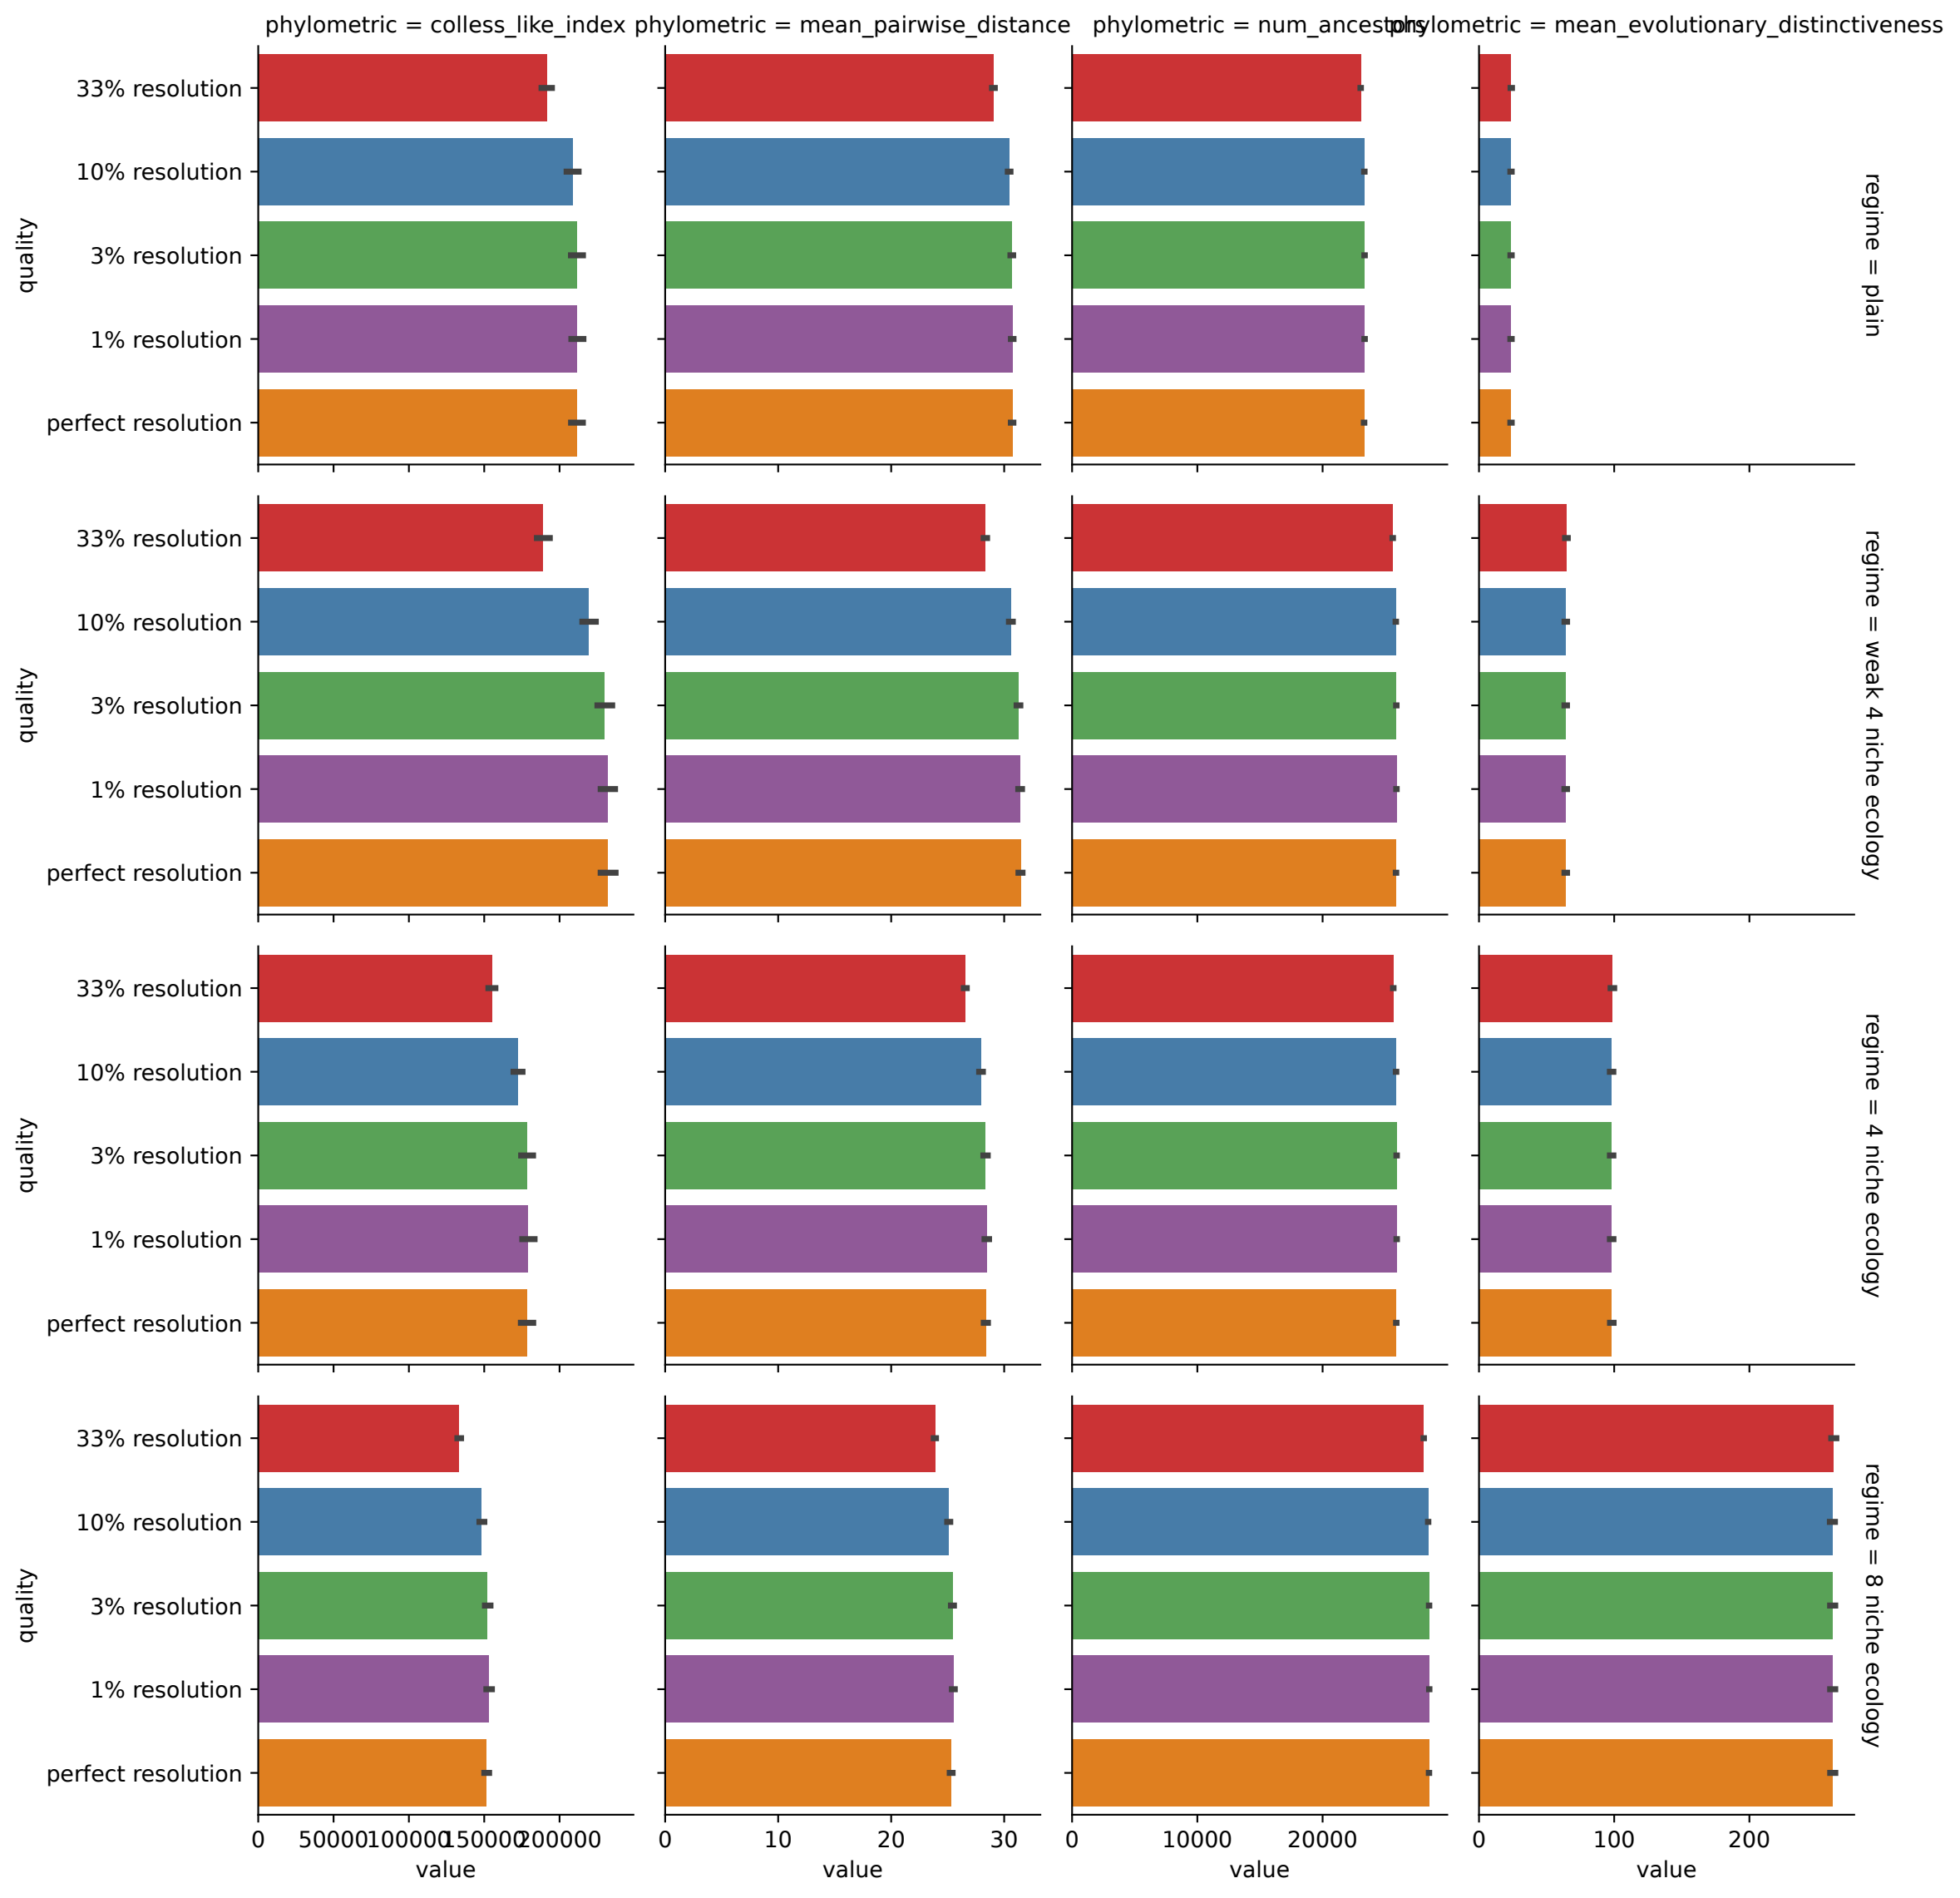 phylometric = colless_like_index
phylometric = mean_pairwise_distance
phylometric = num_ancestors
phylometric = mean_evolutionary_distinctiveness
quality
33% resolution
10% resolution
3% resolution
1% resolution
perfect resolution
regime = plain
quality
33% resolution
10% resolution
3% resolution
1% resolution
perfect resolution
regime = weak 4 niche ecology
quality
33% resolution
10% resolution
3% resolution
1% resolution
perfect resolution
regime = 4 niche ecology
quality
33% resolution
10% resolution
3% resolution
1% resolution
perfect resolution
regime = 8 niche ecology
0 50000 100000 150000 200000
0 10 20 30
0 10000 20000
0 100 200
value
value
value
value